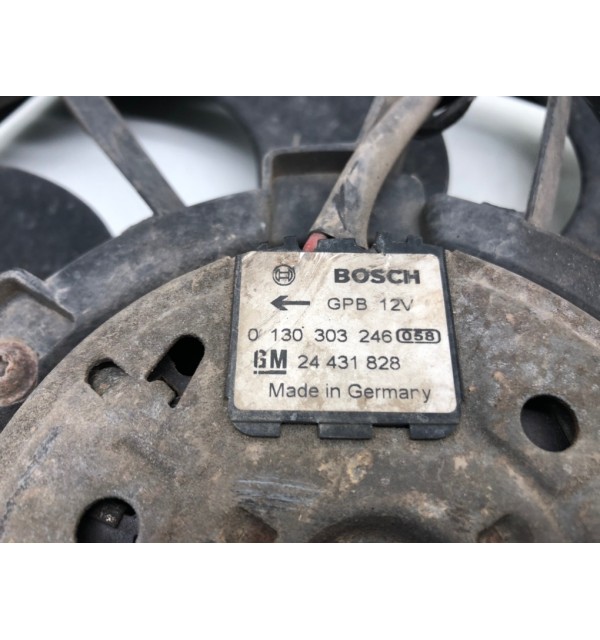 BOSCH
GPB 12V
0 130 303 246 058
GM 24 431 828
Made in Germany